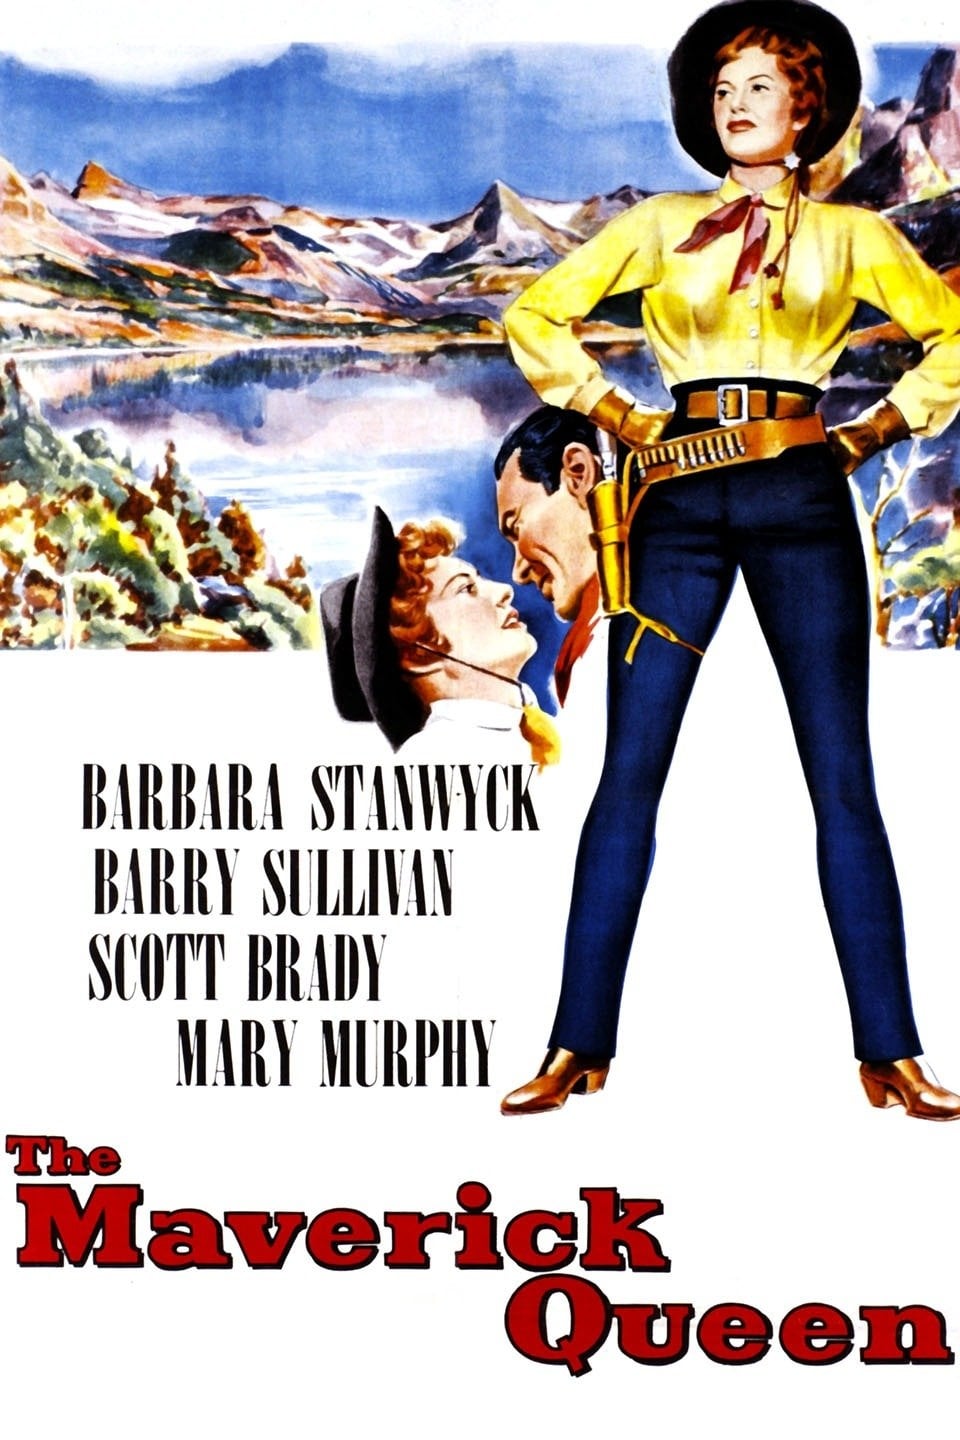 BARBARA STANWYCK
BARRY SULLIVAN
SCOTT BRADY
MARY MURPHY
The
Maverick
Queen